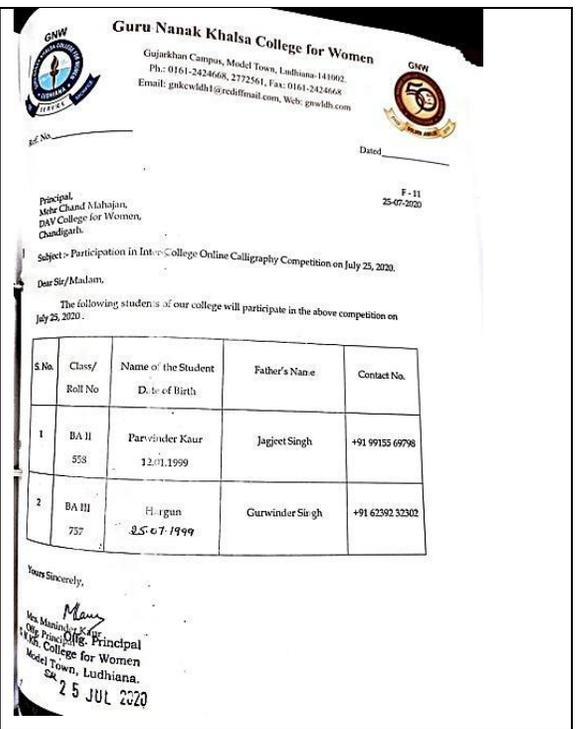 GNW
Guru Nanak Khalsa College for Women
Gujarkhan Campus, Model Town, Ludhiana-141002.
Ph.: 0161-2424668, 2772561, Fax: 0161-2424668
Email: gnkcwldh1@rediffmail.com, Web: gnwldh.com
GNW
LUDHIANA
SERVICE
50
Ref. No.
Dated
F - 11
25-07-2020
Principal,
Mehr Chand Mahajan,
DAV College for Women,
Chandigarh.
Subject :- Participation in Inter-College Online Calligraphy Competition on July 25, 2020.
Dear Sir/Madam,
The following students of our college will participate in the above competition on
July 25, 2020 .
S. No. Class/ Roll No Name of the Student Date of Birth Father's Name Contact No.
1 BA II 558 Parwinder Kaur 12.01.1999 Jagjeet Singh +91 99155 69798
2 BA III 757 Hargun 25.07.1999 Gurwinder Singh +91 62392 32302
Yours Sincerely,
Mrs. Maninder Kaur
Offg. Principal
Offg. Principal
College for Women
Model Town, Ludhiana.
25 JUL 2020